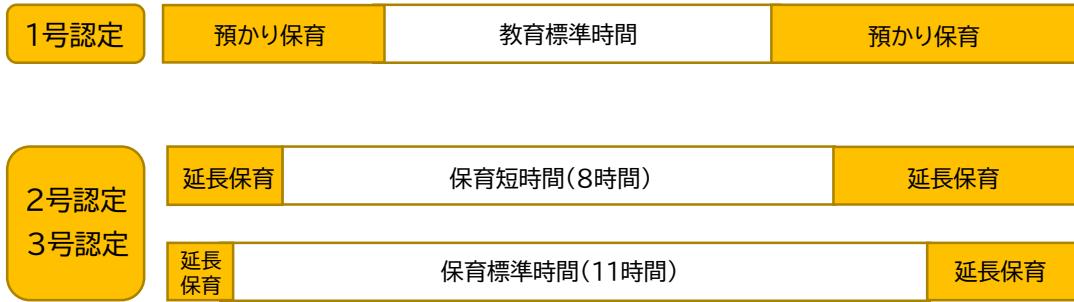 1号認定
預かり保育
教育標準時間
預かり保育
2号認定
3号認定
延長保育
保育短時間(8時間)
延長保育
延長
保育
保育標準時間(11時間)
延長保育